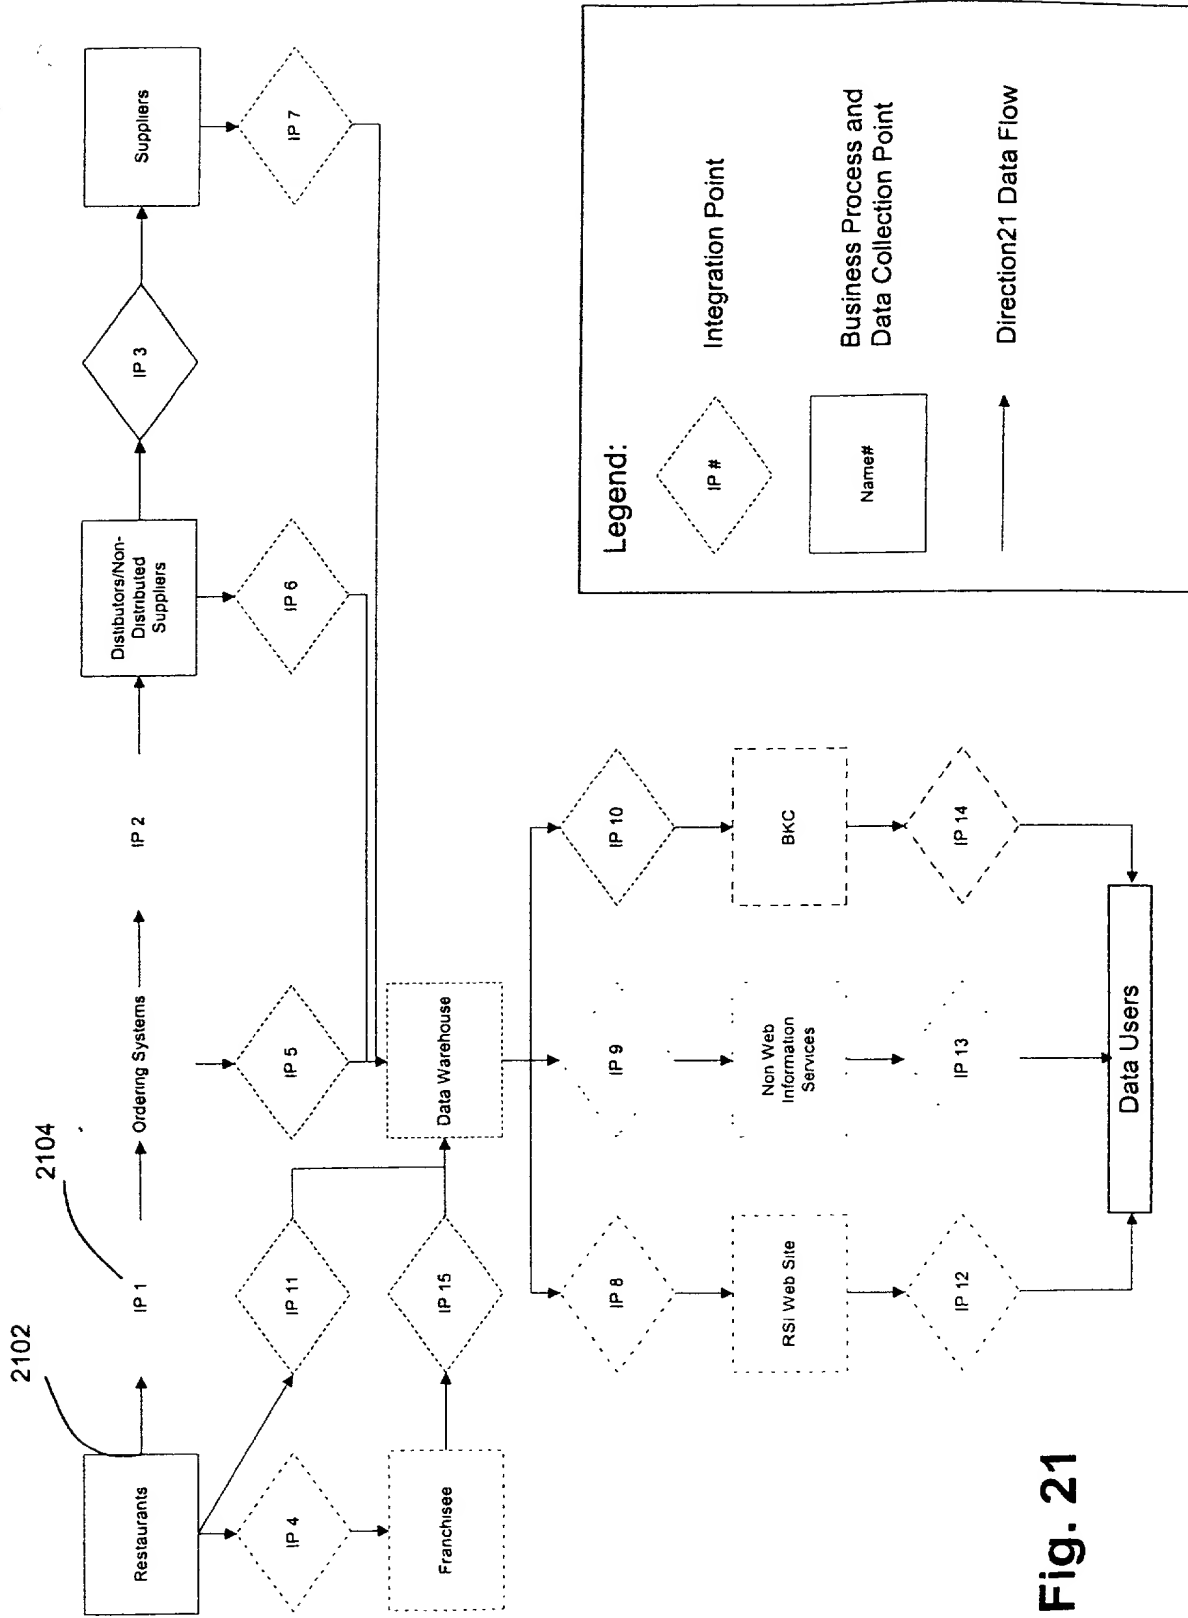 2102
2104
Restaurants
IP 1
Ordering Systems
IP 2
Distibutors/Non-
Distributed
Suppliers
IP 3
Suppliers
IP 4
IP 11
IP 5
IP 6
IP 7
Franchisee
IP 15
Data Warehouse
IP 8
IP 9
IP 10
RSI Web Site
Non Web
Information
Services
BKC
IP 12
IP 13
IP 14
Data Users
Legend:
IP #
Integration Point
Name#
Business Process and
Data Collection Point
Direction21 Data Flow
Fig. 21